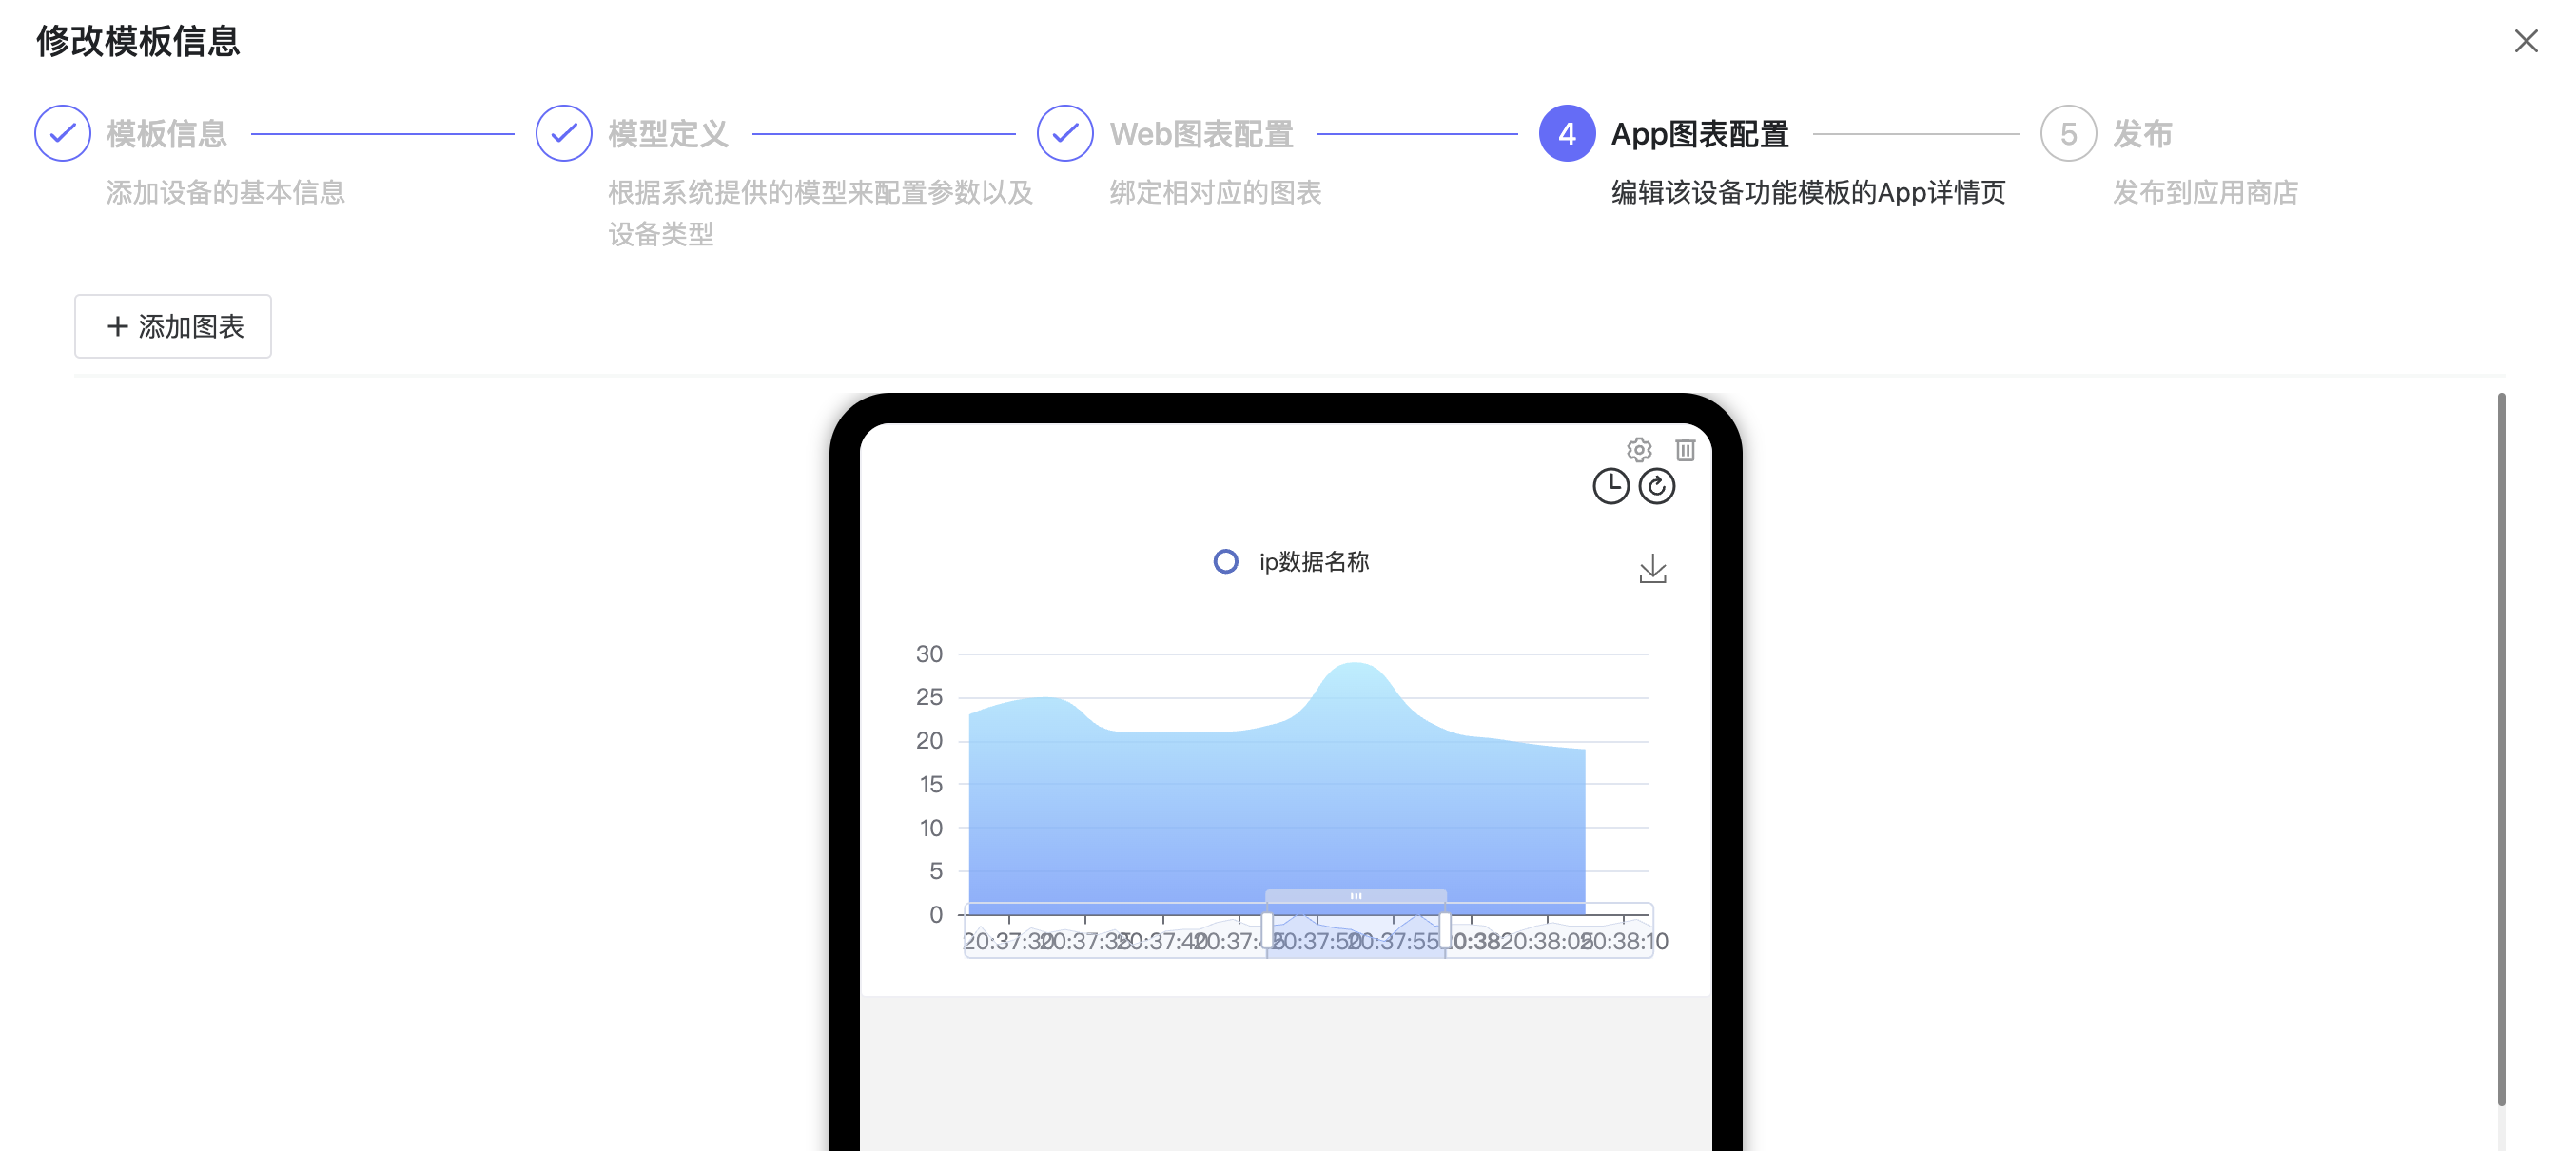 修改模板信息
模板信息
添加设备的基本信息
模型定义
根据系统提供的模型来配置参数以及
设备类型
Web图表配置
绑定相对应的图表
4 App图表配置
编辑该设备功能模板的App详情页
5 发布
发布到应用商店
+ 添加图表
ip数据名称
30
25
20
15
10
5
0
20:37:30 20:37:35 20:37:40 20:37:45 20:37:50 20:37:55 20:38:05 20:38:10